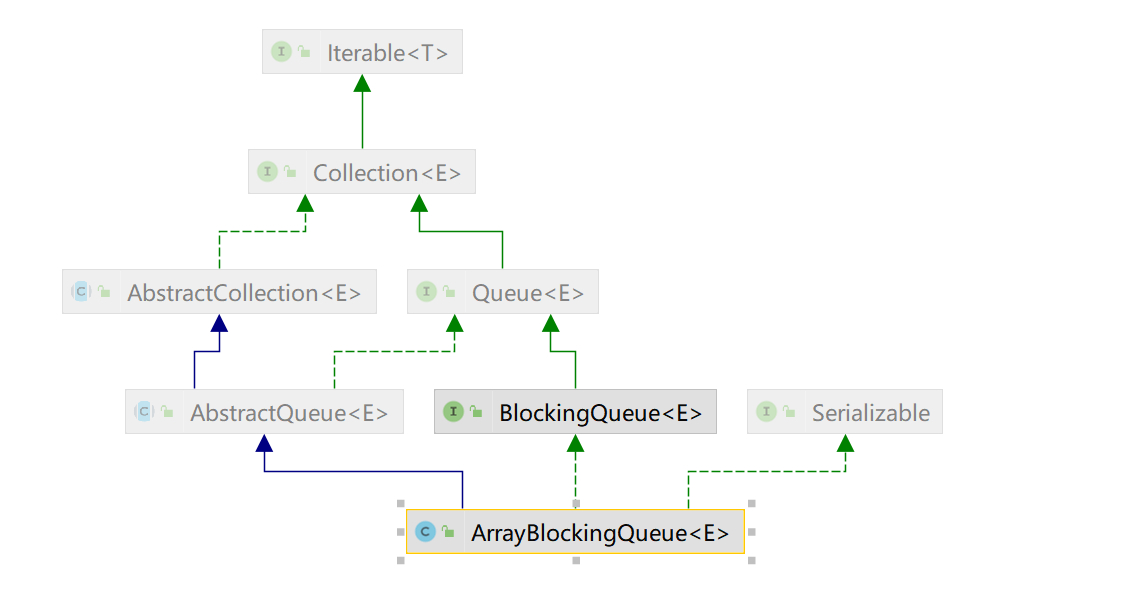 I Iterable<T>
I Collection<E>
C AbstractCollection<E>
I Queue<E>
C AbstractQueue<E>
I BlockingQueue<E>
I Serializable
C ArrayBlockingQueue<E>